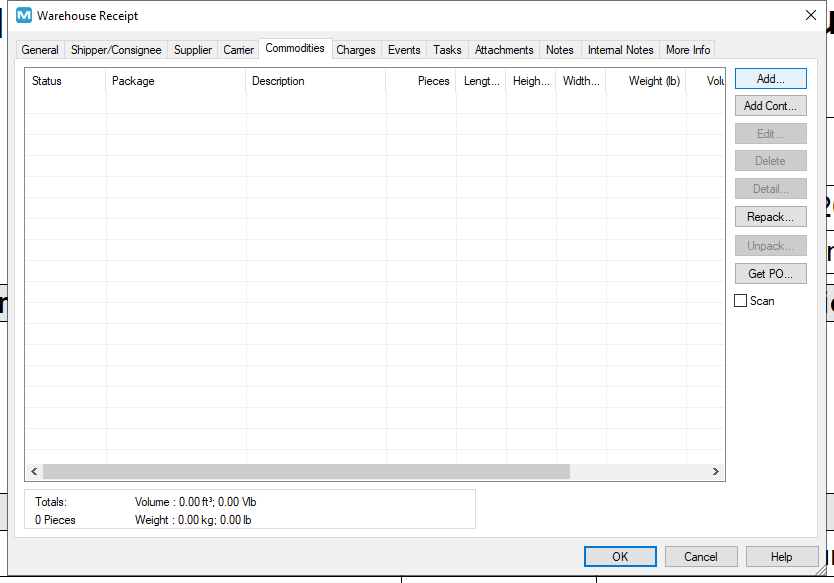 Warehouse Receipt
General Shipper/Consignee Supplier Carrier Commodities Charges Events Tasks Attachments Notes Internal Notes More Info
Status Package Description Pieces Lengt... Heigh... Width... Weight (lb) Volu
Add...
Add Cont...
Edit...
Delete
Detail...
Repack...
Unpack...
Get PO...
Scan
Totals: Volume : 0.00 ft³; 0.00 Vlb
0 Pieces Weight : 0.00 kg; 0.00 lb
OK Cancel Help